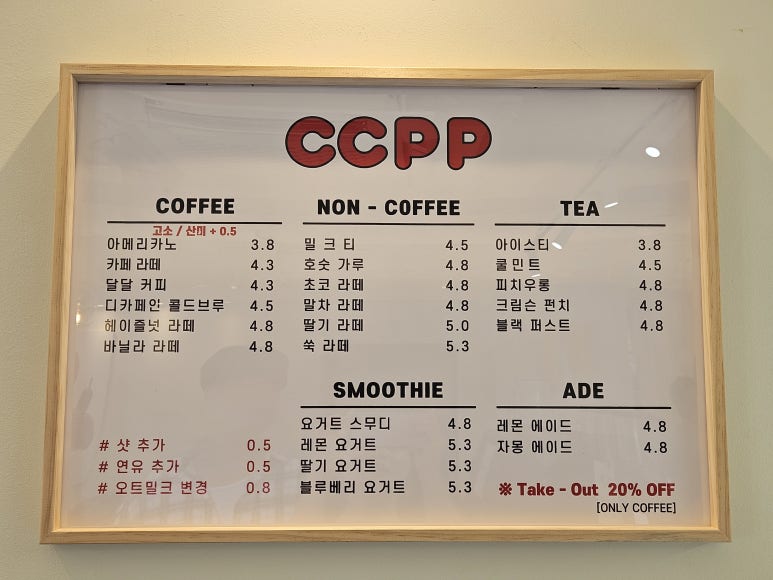 CCPP
COFFEE
고소 / 산미 + 0.5
아메리카노 3.8
카페 라떼 4.3
달달 커피 4.3
디카페인 콜드브루 4.5
헤이즐넛 라떼 4.8
바닐라 라떼 4.8
# 샷 추가 0.5
# 연유 추가 0.5
# 오트밀크 변경 0.8
NON - COFFEE
밀 크 티 4.5
호숫 가루 4.8
초코 라떼 4.8
말차 라떼 4.8
딸기 라떼 5.0
쑥 라떼 5.3
SMOOTHIE
요거트 스무디 4.8
레몬 요거트 5.3
딸기 요거트 5.3
블루베리 요거트 5.3
TEA
아이스티 3.8
쿨민트 4.5
피치우롱 4.8
크림슨 펀치 4.8
블랙 퍼스트 4.8
ADE
레몬 에이드 4.8
자몽 에이드 4.8
※ Take - Out 20% OFF
[ONLY COFFEE]